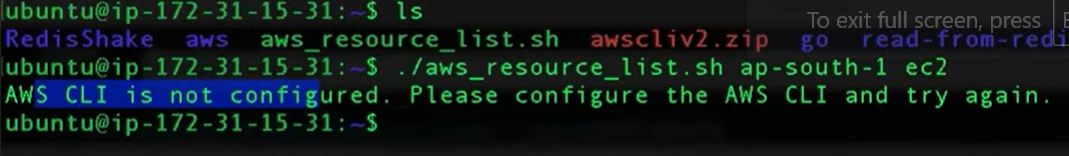 ubuntu@ip-172-31-15-31:~$ ls
To exit full screen, press
RedisShake aws aws_resource_list.sh awscliv2.zip go read-from-redi
ubuntu@ip-172-31-15-31:~$ ./aws_resource_list.sh ap-south-1 ec2
AWS CLI is not configured. Please configure the AWS CLI and try again.
ubuntu@ip-172-31-15-31:~$